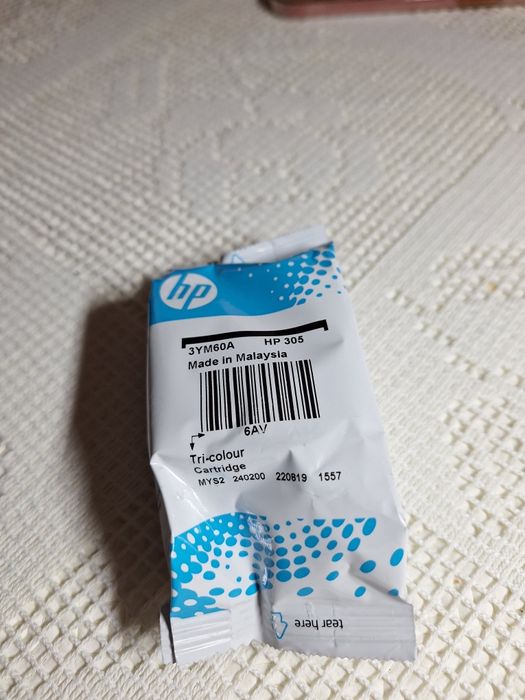 hp
3YM60A HP 305
Made in Malaysia
6AV
Tri-colour
Cartridge
MYS2 240200 220819 1557
tear here